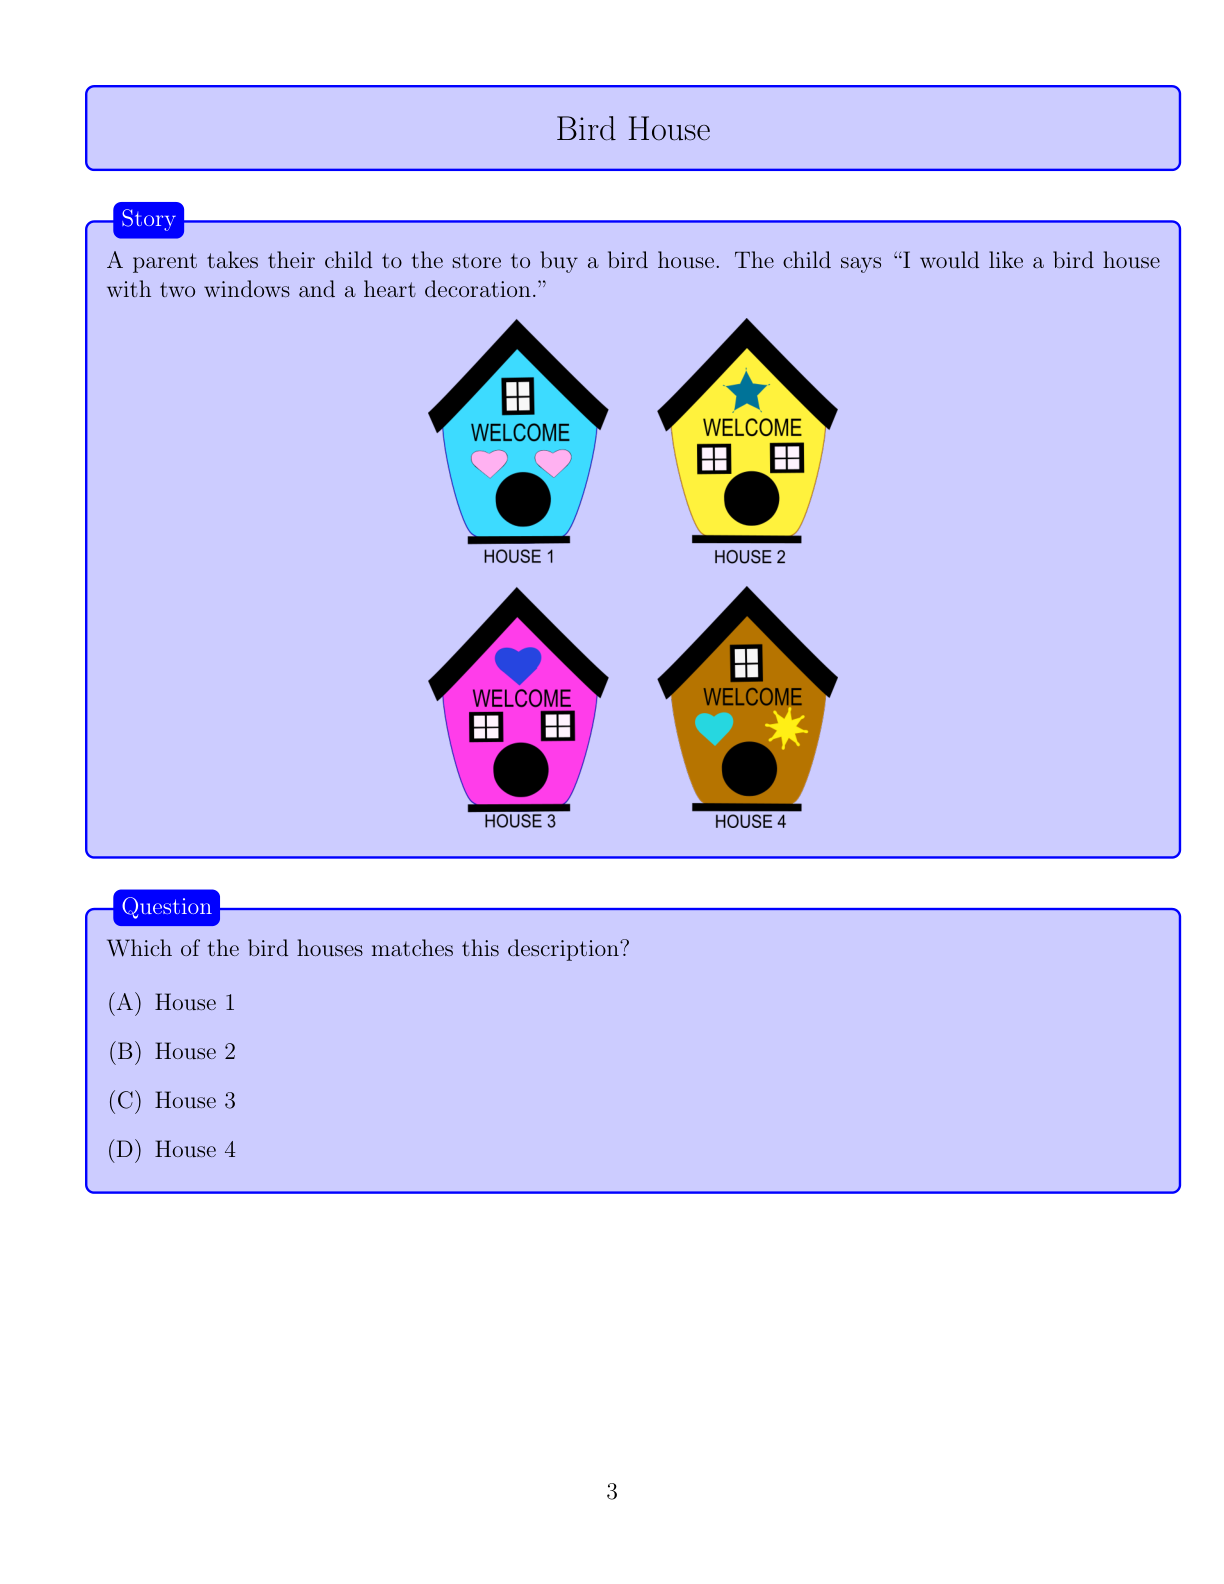 Bird House
Story
A parent takes their child to the store to buy a bird house. The child says “I would like a bird house
with two windows and a heart decoration.”
WELCOME
HOUSE 1
WELCOME
HOUSE 2
WELCOME
HOUSE 3
WELCOME
HOUSE 4
Question
Which of the bird houses matches this description?
(A) House 1
(B) House 2
(C) House 3
(D) House 4
3